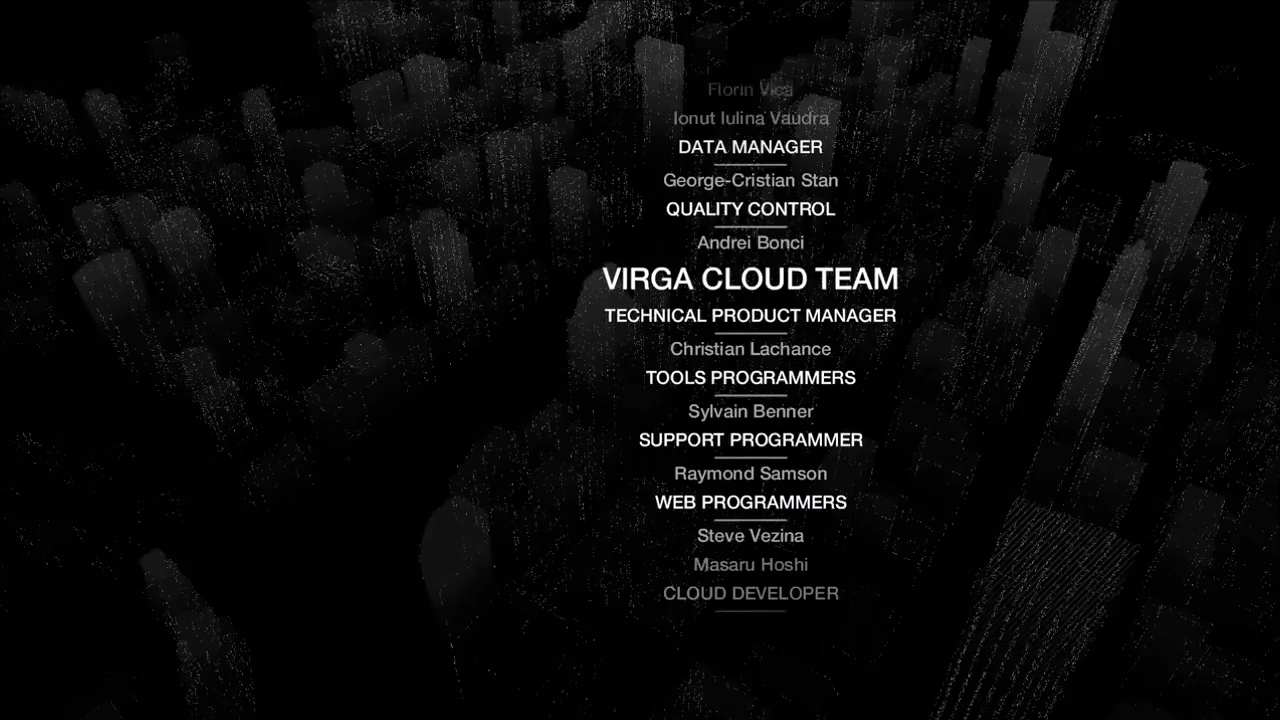 Florin Vica
Ionut Iulina Vaudra
DATA MANAGER
George-Cristian Stan
QUALITY CONTROL
Andrei Bonci
VIRGA CLOUD TEAM
TECHNICAL PRODUCT MANAGER
Christian Lachance
TOOLS PROGRAMMERS
Sylvain Benner
SUPPORT PROGRAMMER
Raymond Samson
WEB PROGRAMMERS
Steve Vezina
Masaru Hoshi
CLOUD DEVELOPER